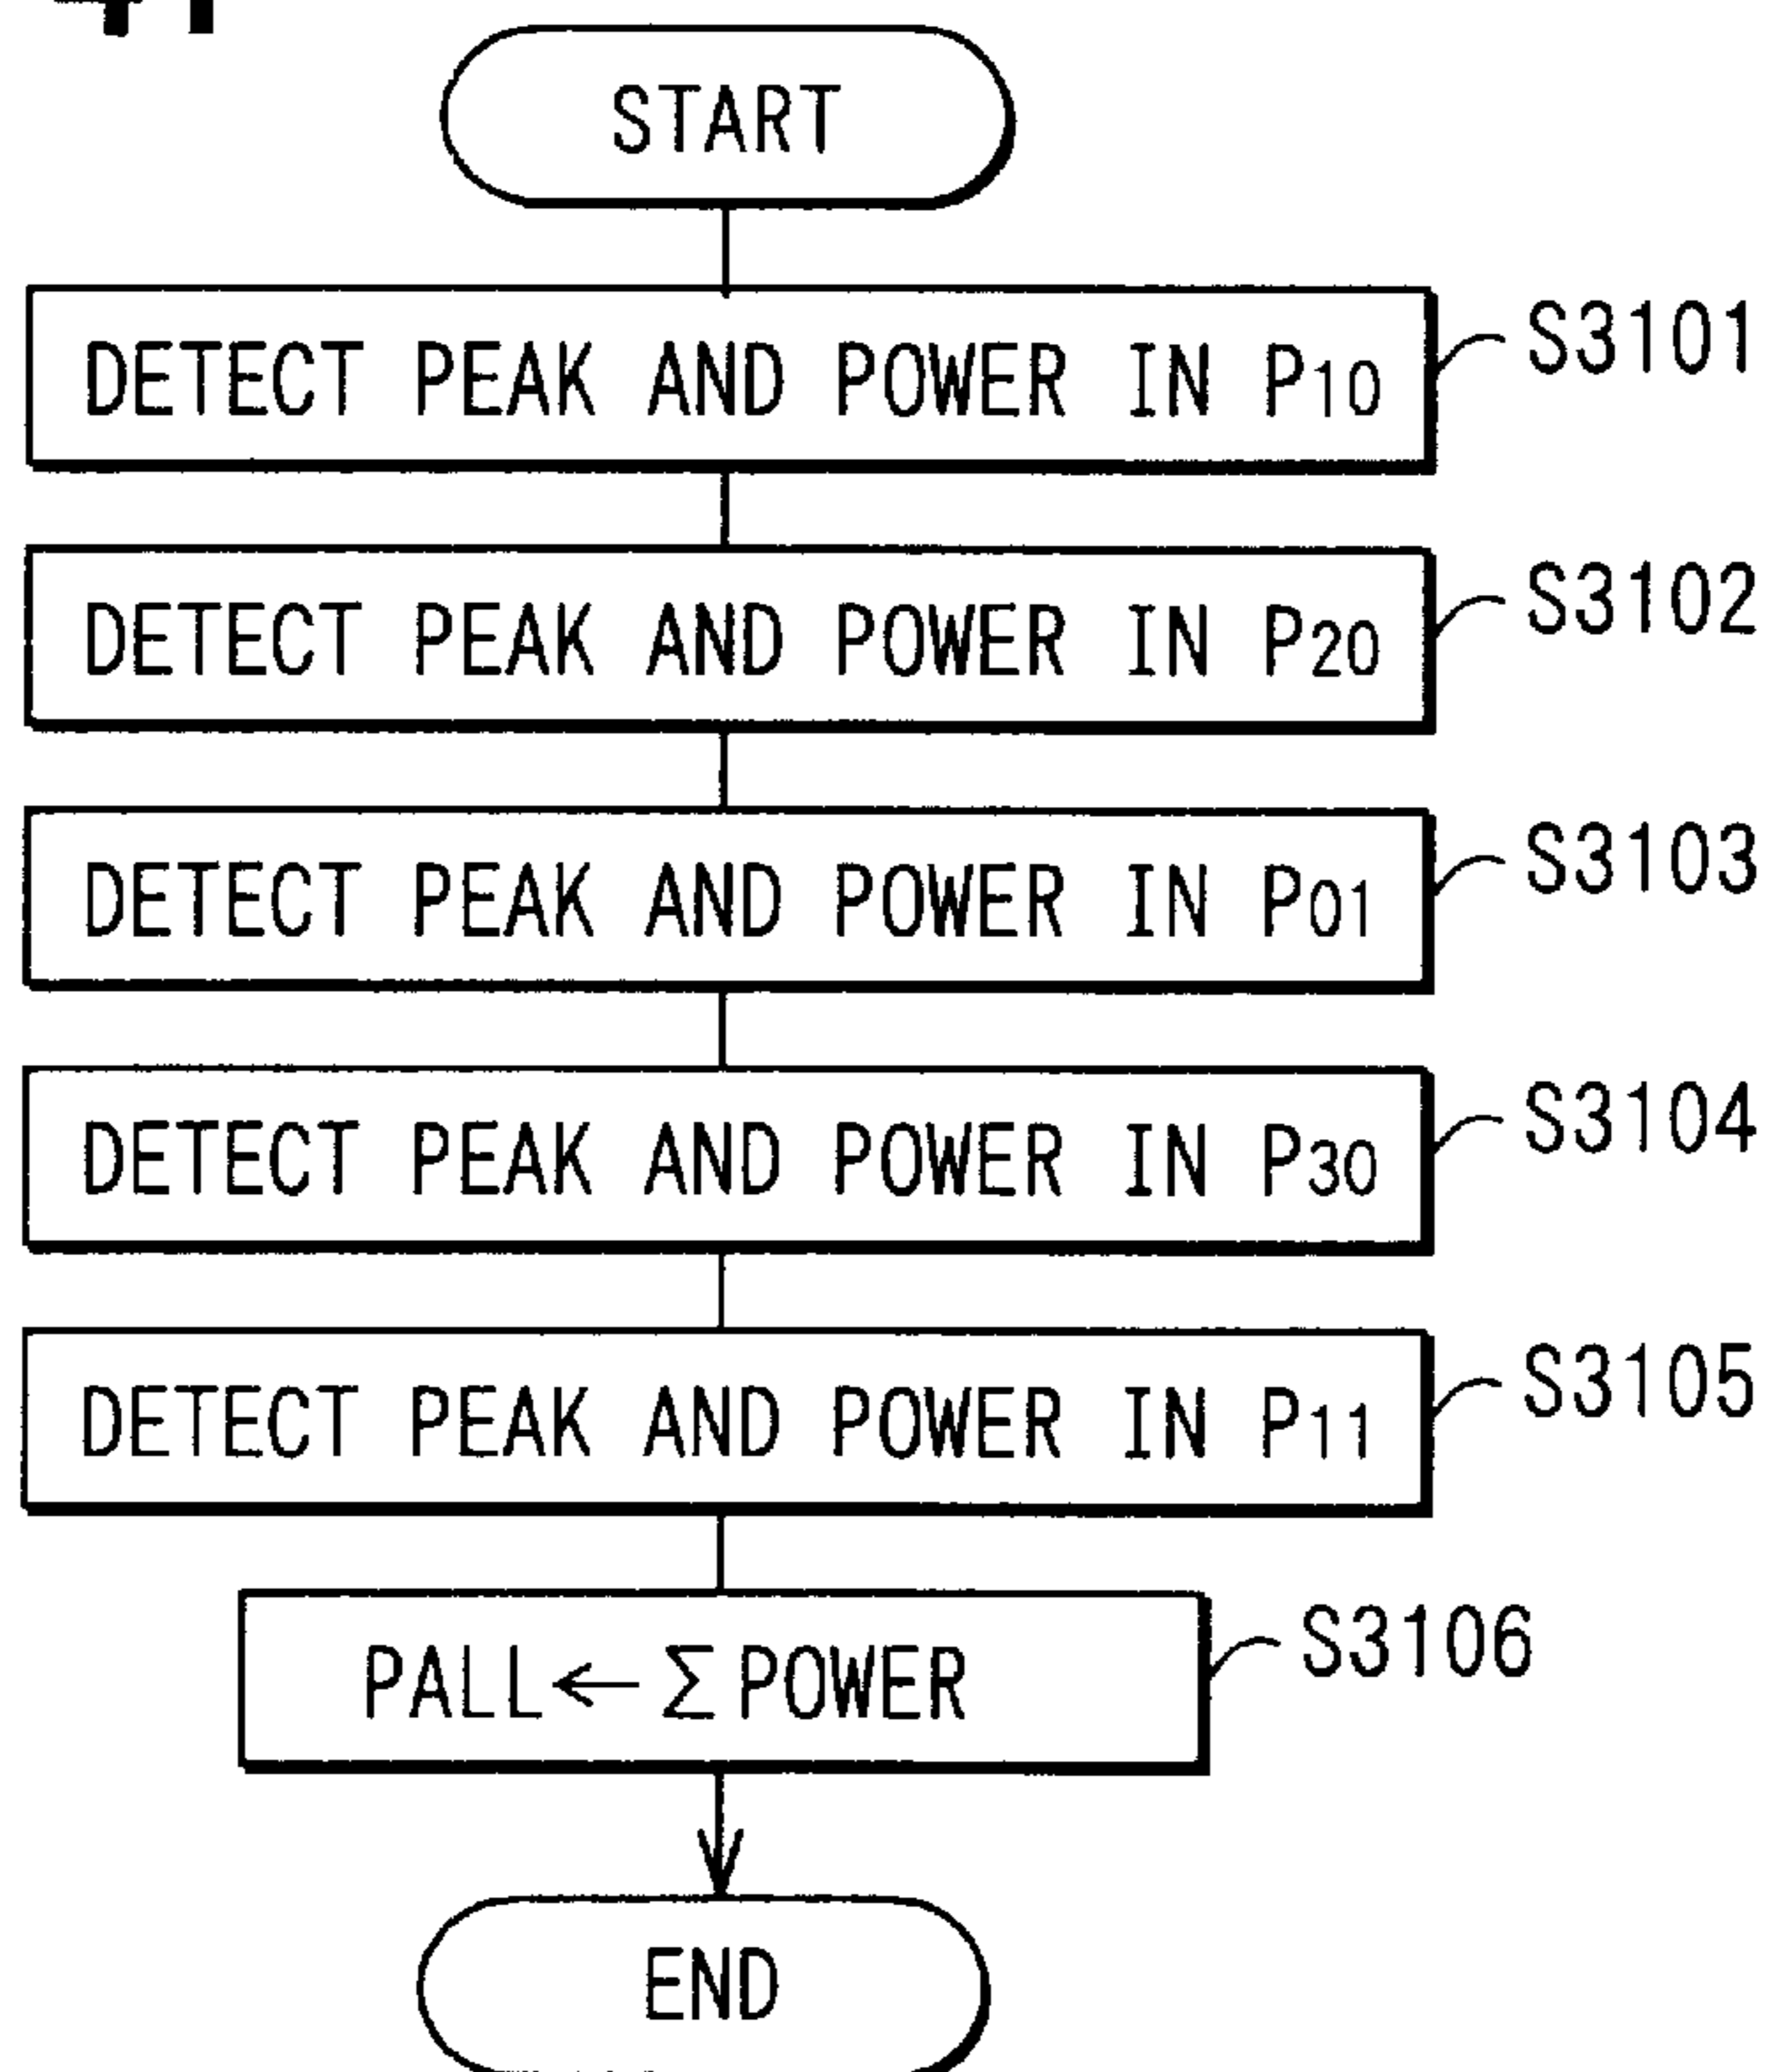 START
DETECT PEAK AND POWER IN P10 S3101
DETECT PEAK AND POWER IN P20 S3102
DETECT PEAK AND POWER IN P01 S3103
DETECT PEAK AND POWER IN P30 S3104
DETECT PEAK AND POWER IN P11 S3105
PALL←ΣPOWER S3106
END